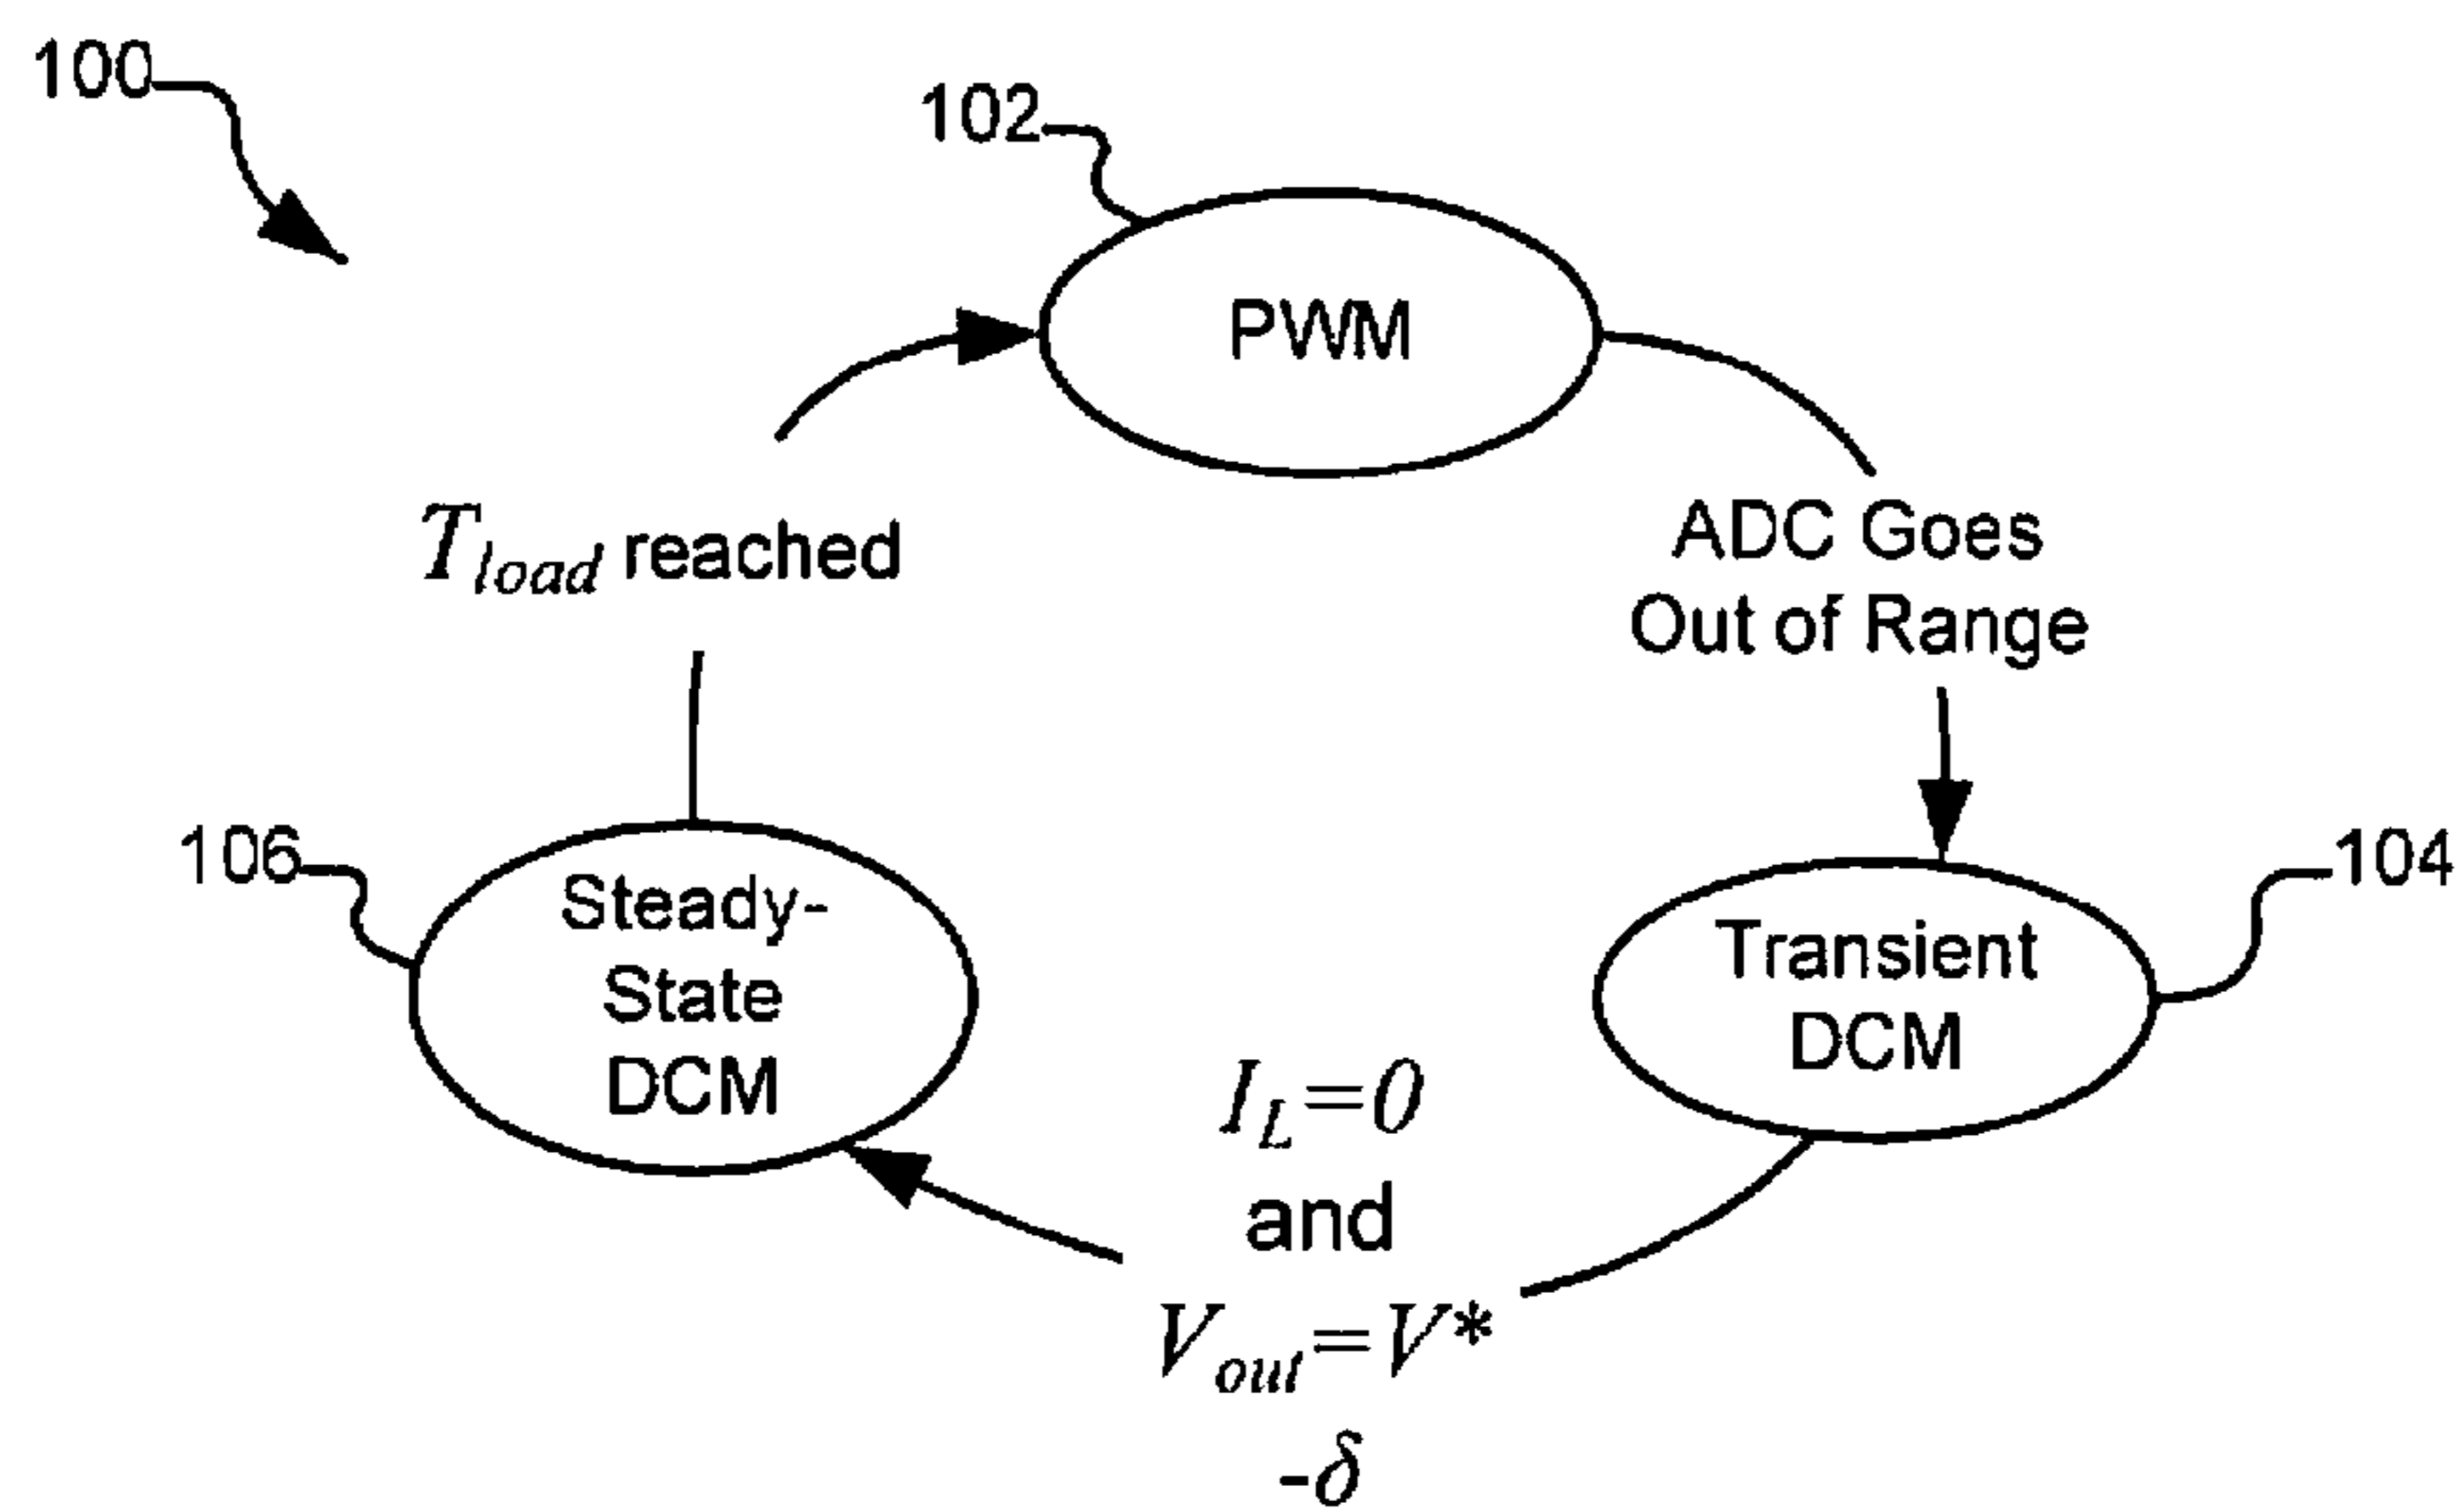 100
102
PWM
T_load reached
ADC Goes
Out of Range
106
Steady-
State
DCM
104
Transient
DCM
I_L=0
and
V_out=V*
-δ